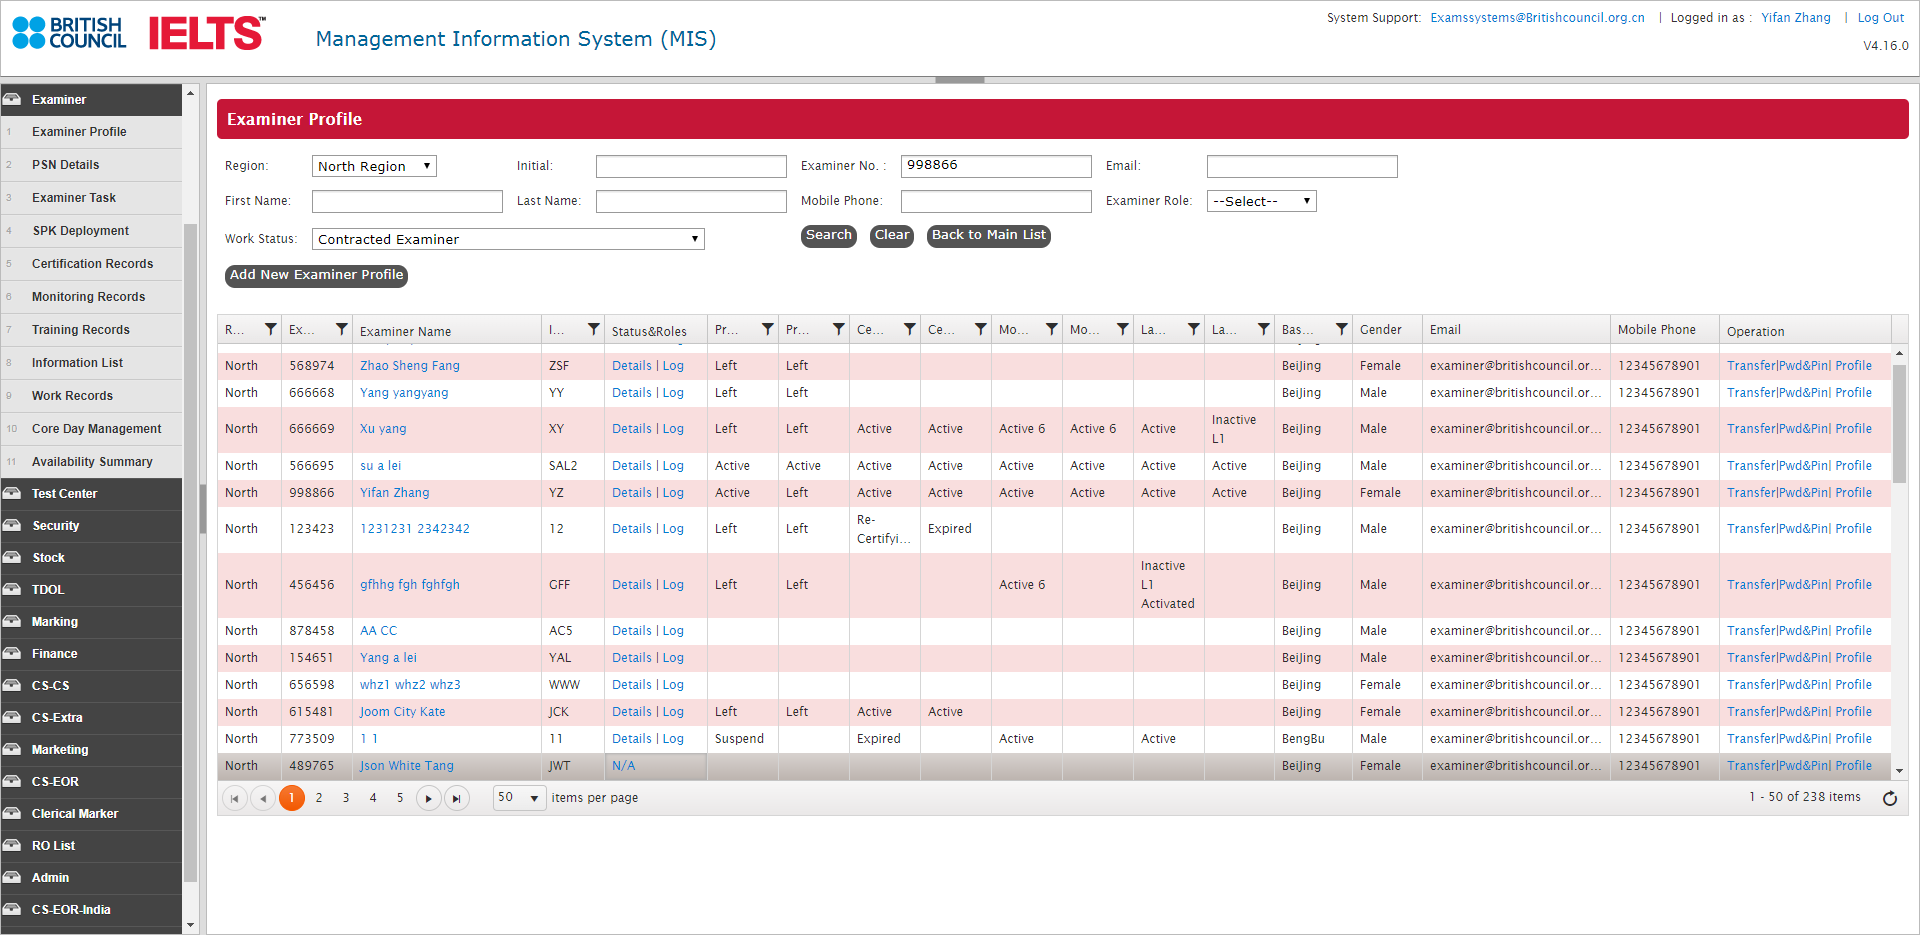 BRITISH COUNCIL IELTS™
Management Information System (MIS)
System Support: Examssystems@Britishcouncil.org.cn | Logged in as : Yifan Zhang | Log Out
V4.16.0
Examiner
1 Examiner Profile
2 PSN Details
3 Examiner Task
4 SPK Deployment
5 Certification Records
6 Monitoring Records
7 Training Records
8 Information List
9 Work Records
10 Core Day Management
11 Availability Summary
Test Center
Security
Stock
TDOL
Marking
Finance
CS-CS
CS-Extra
Marketing
CS-EOR
Clerical Marker
RO List
Admin
CS-EOR-India
Examiner Profile
Region: North Region Initial: Examiner No. : 998866 Email:
First Name: Last Name: Mobile Phone: Examiner Role: --Select--
Work Status: Contracted Examiner Search Clear Back to Main List
Add New Examiner Profile
R... Ex... Examiner Name I... Status&Roles Pr... Pr... Ce... Ce... Mo... Mo... La... La... Bas... Gender Email Mobile Phone Operation
North 568974 Zhao Sheng Fang ZSF Details | Log Left Left BeiJing Female examiner@britishcouncil.or... 12345678901 Transfer|Pwd&Pin| Profile
North 666668 Yang yangyang YY Details | Log Left Left BeiJing Male examiner@britishcouncil.or... 12345678901 Transfer|Pwd&Pin| Profile
North 666669 Xu yang XY Details | Log Left Left Active Active Active 6 Active 6 Active Inactive L1 BeiJing Male examiner@britishcouncil.or... 12345678901 Transfer|Pwd&Pin| Profile
North 566695 su a lei SAL2 Details | Log Active Active Active Active Active Active Active Active BeiJing Male examiner@britishcouncil.or... 12345678901 Transfer|Pwd&Pin| Profile
North 998866 Yifan Zhang YZ Details | Log Active Left Active Active Active Active Active Active BeiJing Female examiner@britishcouncil.or... 12345678901 Transfer|Pwd&Pin| Profile
North 123423 1231231 2342342 12 Details | Log Left Left Re-Certifyi... Expired BeiJing Male examiner@britishcouncil.or... 12345678901 Transfer|Pwd&Pin| Profile
North 456456 gfhhg fgh fghfgh GFF Details | Log Left Left Active 6 Inactive L1 Activated BeiJing Male examiner@britishcouncil.or... 12345678901 Transfer|Pwd&Pin| Profile
North 878458 AA CC AC5 Details | Log BeiJing Male examiner@britishcouncil.or... 12345678901 Transfer|Pwd&Pin| Profile
North 154651 Yang a lei YAL Details | Log BeiJing Male examiner@britishcouncil.or... 12345678901 Transfer|Pwd&Pin| Profile
North 656598 whz1 whz2 whz3 WWW Details | Log BeiJing Female examiner@britishcouncil.or... 12345678901 Transfer|Pwd&Pin| Profile
North 615481 Joom City Kate JCK Details | Log Left Left Active Active BeiJing Female examiner@britishcouncil.or... 12345678901 Transfer|Pwd&Pin| Profile
North 773509 1 1 11 Details | Log Suspend Expired Active Active BengBu Male examiner@britishcouncil.or... 12345678901 Transfer|Pwd&Pin| Profile
North 489765 Json White Tang JWT N/A BeiJing Female examiner@britishcouncil.or... 12345678901 Transfer|Pwd&Pin| Profile
1 2 3 4 5 50 items per page 1 - 50 of 238 items